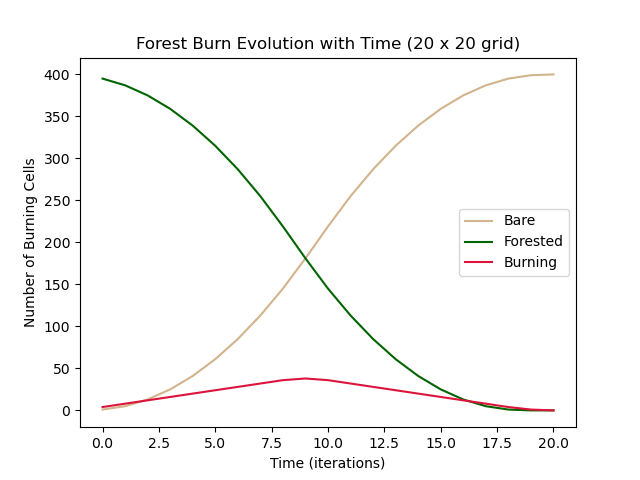 Forest Burn Evolution with Time (20 x 20 grid)
Number of Burning Cells
400
350
300
250
200
150
100
50
0
Bare
Forested
Burning
0.0 2.5 5.0 7.5 10.0 12.5 15.0 17.5 20.0
Time (iterations)